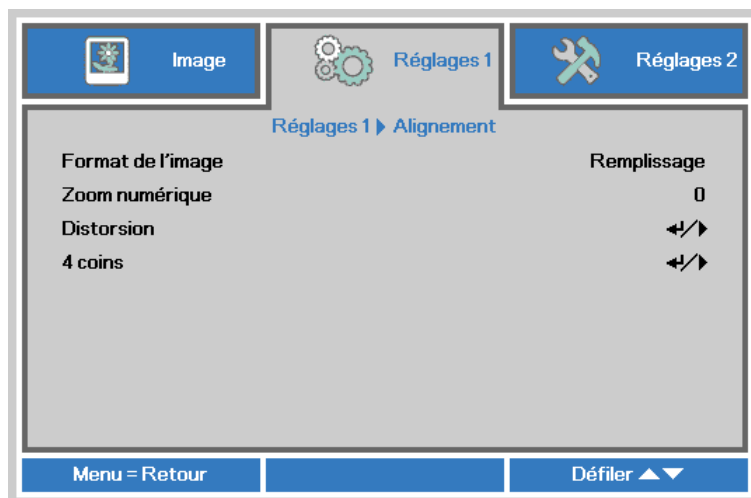 Image
Réglages 1
Réglages 2
Réglages 1 ▶ Alignement
Format de l'image Remplissage
Zoom numérique 0
Distorsion ↵/▶
4 coins ↵/▶
Menu = Retour
Défiler ▲▼